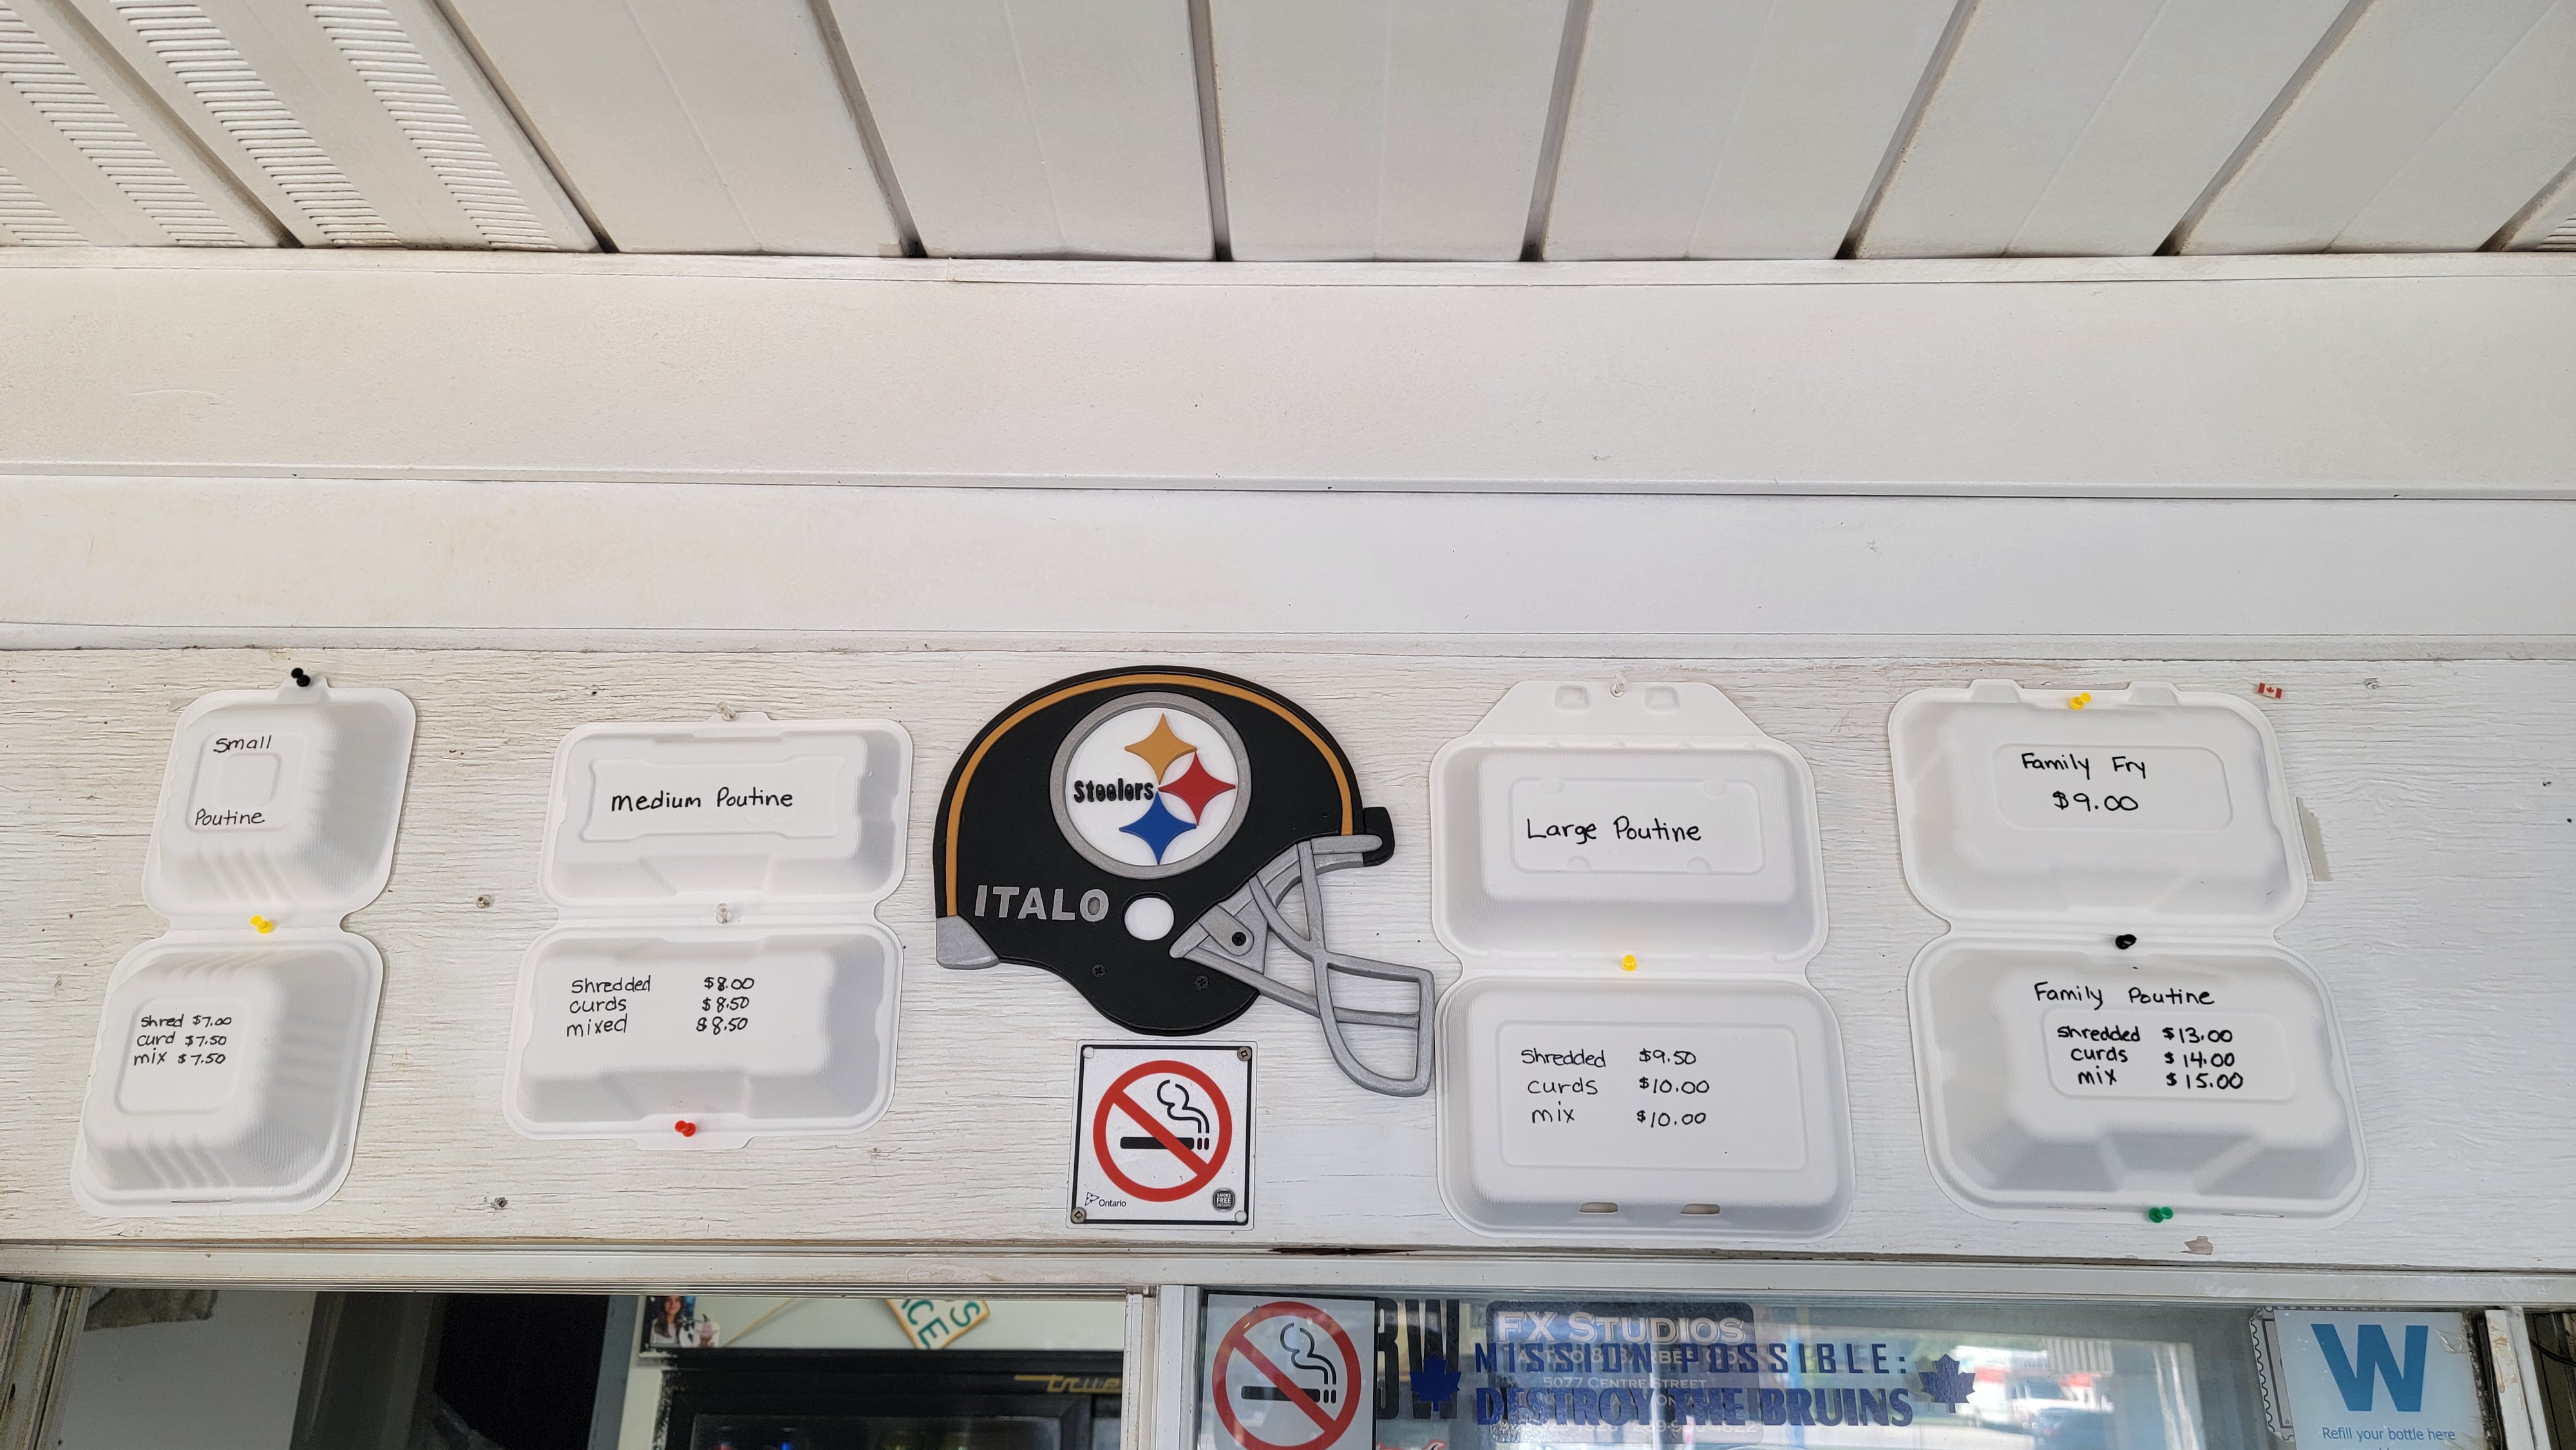 Small
Poutine
shred $7.00
curd $7.50
mix $7.50
medium Poutine
Shredded $8.00
curds $8.50
mixed $8.50
Steelers
ITALO
Ontario
SMOKE
FREE
Large Poutine
Shredded $9.50
curds $10.00
mix $10.00
Family Fry
$9.00
Family Poutine
shredded $13.00
curds $14.00
mix $15.00
true
FX STUDIOS
MISSION POSSIBLE:
5077 CENTRE STREET
DESTROY THE BRUINS
W
Refill your bottle here